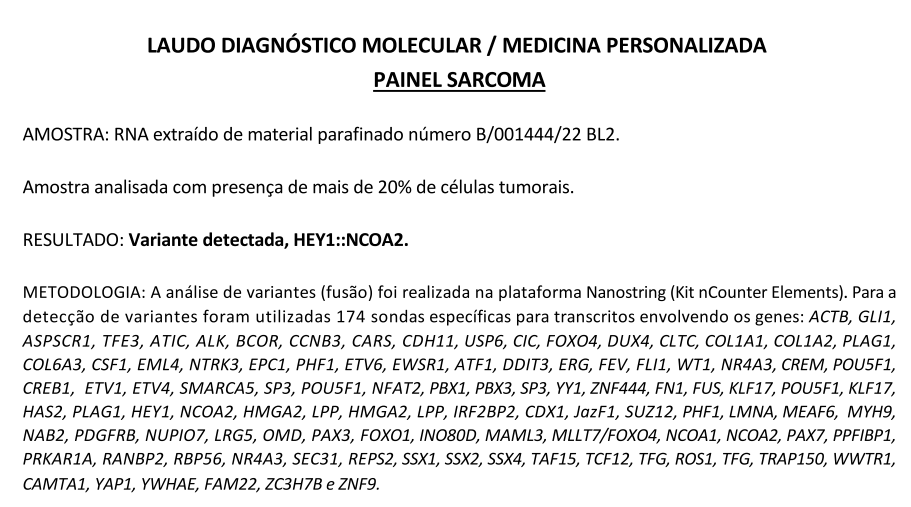 LAUDO DIAGNÓSTICO MOLECULAR / MEDICINA PERSONALIZADA
PAINEL SARCOMA
AMOSTRA: RNA extraído de material parafinado número B/001444/22 BL2.
Amostra analisada com presença de mais de 20% de células tumorais.
RESULTADO: Variante detectada, HEY1::NCOA2.
METODOLOGIA: A análise de variantes (fusão) foi realizada na plataforma Nanostring (Kit nCounter Elements). Para a
detecção de variantes foram utilizadas 174 sondas específicas para transcritos envolvendo os genes: ACTB, GLI1,
ASPSCR1, TFE3, ATIC, ALK, BCOR, CCNB3, CARS, CDH11, USP6, CIC, FOXO4, DUX4, CLTC, COL1A1, COL1A2, PLAG1,
COL6A3, CSF1, EML4, NTRK3, EPC1, PHF1, ETV6, EWSR1, ATF1, DDIT3, ERG, FEV, FLI1, WT1, NR4A3, CREM, POU5F1,
CREB1, ETV1, ETV4, SMARCA5, SP3, POU5F1, NFAT2, PBX1, PBX3, SP3, YY1, ZNF444, FN1, FUS, KLF17, POU5F1, KLF17,
HAS2, PLAG1, HEY1, NCOA2, HMGA2, LPP, HMGA2, LPP, IRF2BP2, CDX1, JazF1, SUZ12, PHF1, LMNA, MEAF6, MYH9,
NAB2, PDGFRB, NUPIO7, LRG5, OMD, PAX3, FOXO1, INO80D, MAML3, MLLT7/FOXO4, NCOA1, NCOA2, PAX7, PPFIBP1,
PRKAR1A, RANBP2, RBP56, NR4A3, SEC31, REPS2, SSX1, SSX2, SSX4, TAF15, TCF12, TFG, ROS1, TFG, TRAP150, WWTR1,
CAMTA1, YAP1, YWHAE, FAM22, ZC3H7B e ZNF9.